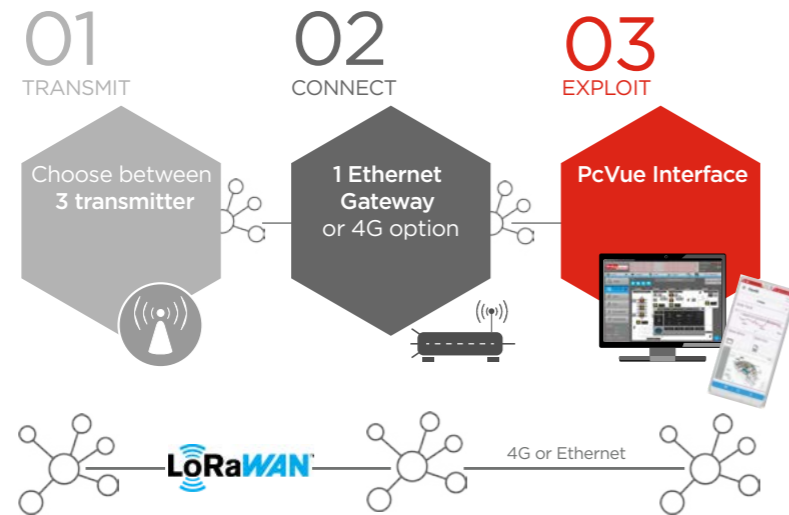 01
TRANSMIT
Choose between
3 transmitter
02
CONNECT
1 Ethernet
Gateway
or 4G option
03
EXPLOIT
PcVue Interface
LoRaWAN
4G or Ethernet